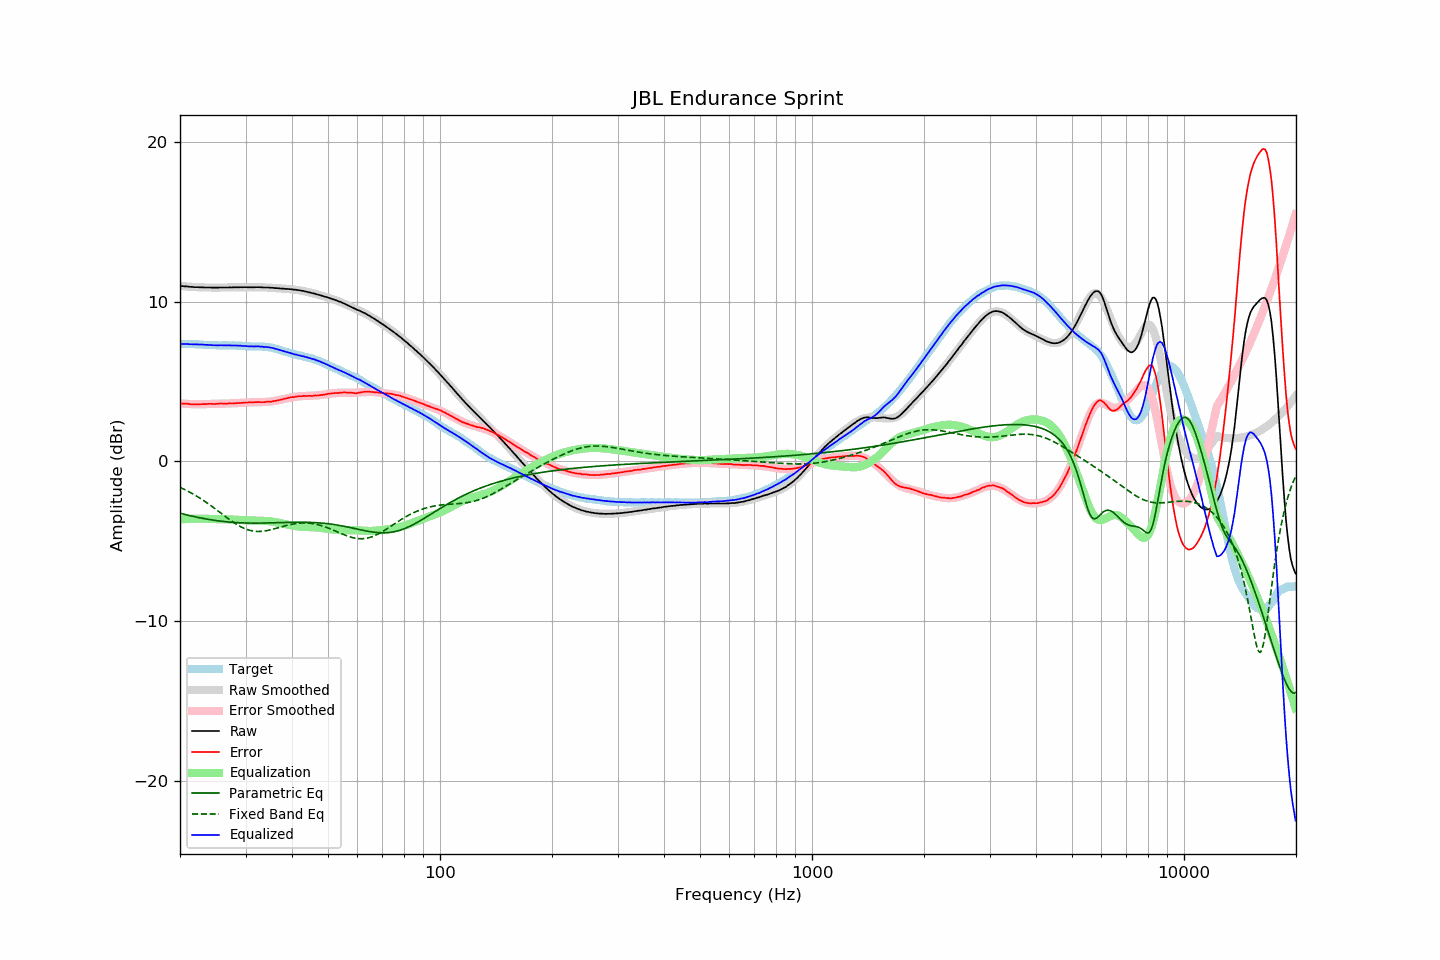 JBL Endurance Sprint
20
10
0
−10
−20
Amplitude (dBr)
Target
Raw Smoothed
Error Smoothed
Raw
Error
Equalization
Parametric Eq
Fixed Band Eq
Equalized
100
1000
10000
Frequency (Hz)